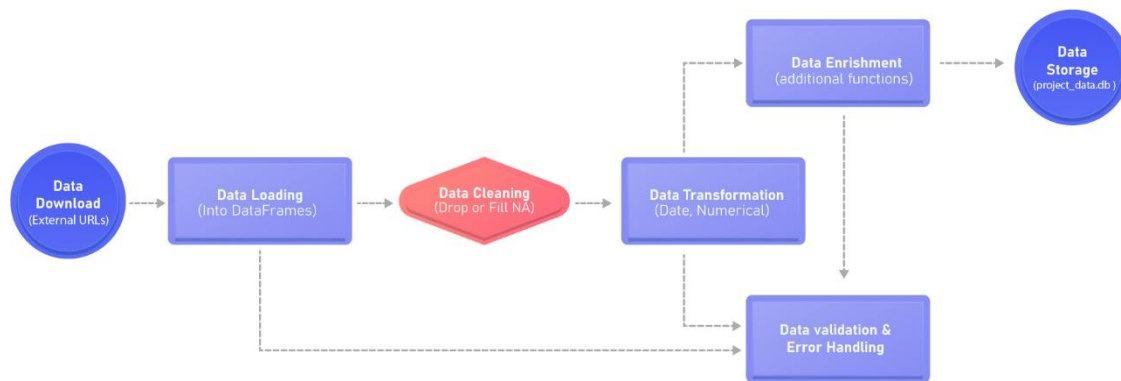 Data
Download
(External URLs)
Data Loading
(Into DataFrames)
Data Cleaning
(Drop or Fill NA)
Data Transformation
(Date, Numerical)
Data Enrishment
(additional functions)
Data
Storage
(project_data.db )
Data validation &
Error Handling